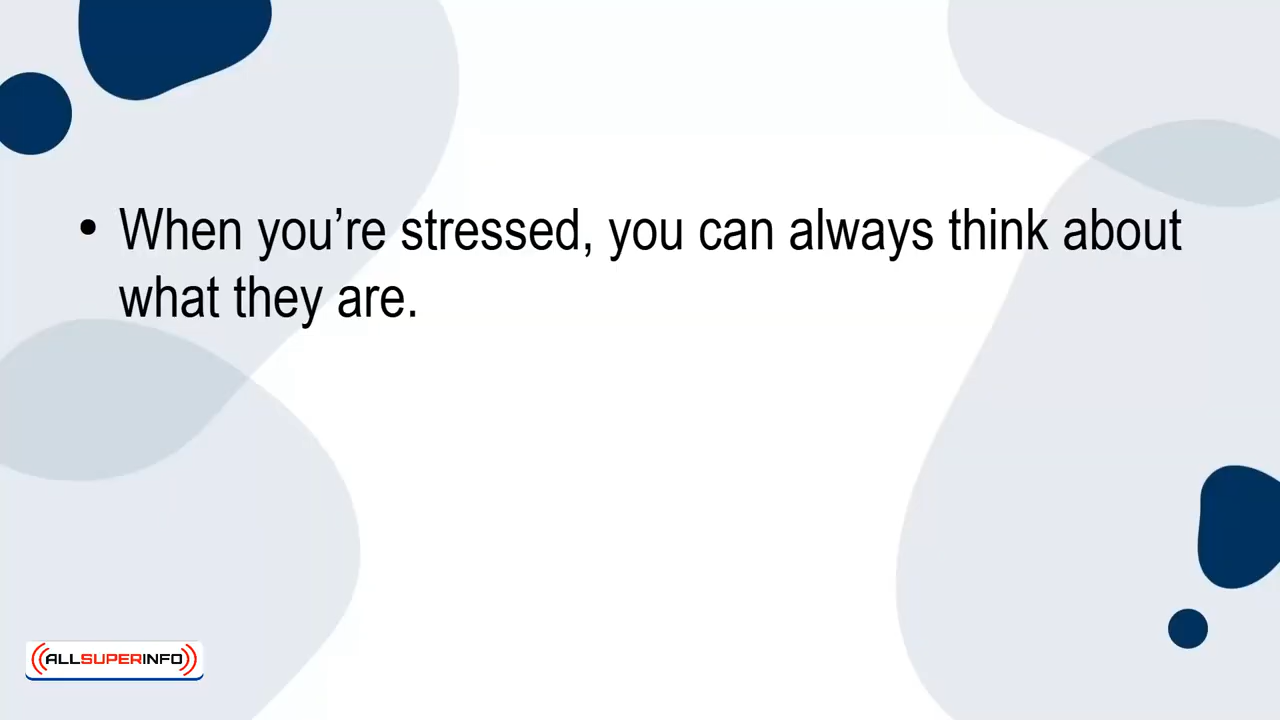 • When you’re stressed, you can always think about
what they are.
ALLSUPERINFO